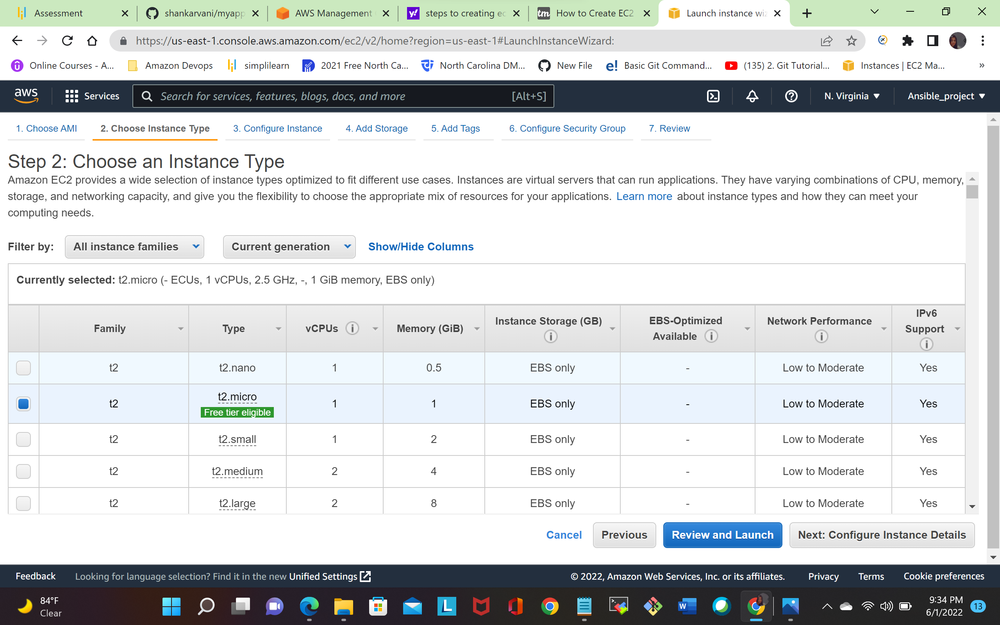 Assessment
shankarvani/myapp
AWS Management
steps to creating ec
How to Create EC2
Launch instance wiz
https://us-east-1.console.aws.amazon.com/ec2/v2/home?region=us-east-1#LaunchInstanceWizard:
Online Courses - A...
Amazon Devops
simplilearn
2021 Free North Ca...
North Carolina DM...
New File
e! Basic Git Command...
(135) 2. Git Tutorial...
Instances | EC2 Ma...
»
aws
Services
Search for services, features, blogs, docs, and more [Alt+S]
N. Virginia
Ansible_project
1. Choose AMI
2. Choose Instance Type
3. Configure Instance
4. Add Storage
5. Add Tags
6. Configure Security Group
7. Review
Step 2: Choose an Instance Type
Amazon EC2 provides a wide selection of instance types optimized to fit different use cases. Instances are virtual servers that can run applications. They have varying combinations of CPU, memory,
storage, and networking capacity, and give you the flexibility to choose the appropriate mix of resources for your applications. Learn more about instance types and how they can meet your
computing needs.
Filter by: All instance families Current generation Show/Hide Columns
Currently selected: t2.micro (- ECUs, 1 vCPUs, 2.5 GHz, -, 1 GiB memory, EBS only)
Family Type vCPUs Memory (GiB) Instance Storage (GB) EBS-Optimized Available Network Performance IPv6 Support
t2 t2.nano 1 0.5 EBS only - Low to Moderate Yes
t2 t2.micro Free tier eligible 1 1 EBS only - Low to Moderate Yes
t2 t2.small 1 2 EBS only - Low to Moderate Yes
t2 t2.medium 2 4 EBS only - Low to Moderate Yes
t2 t2.large 2 8 EBS only - Low to Moderate Yes
Cancel Previous Review and Launch Next: Configure Instance Details
Feedback Looking for language selection? Find it in the new Unified Settings © 2022, Amazon Web Services, Inc. or its affiliates. Privacy Terms Cookie preferences
84°F
Clear
9:34 PM
6/1/2022
13